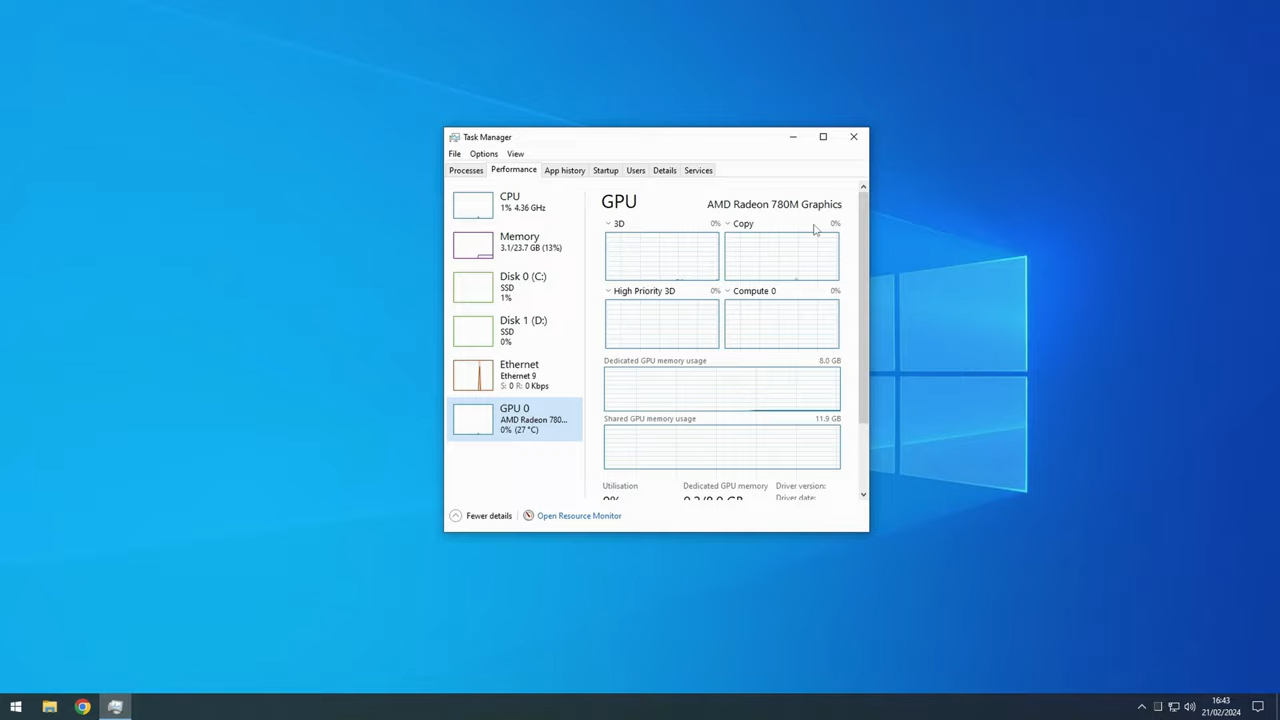 Task Manager
File Options View
Processes Performance App history Startup Users Details Services
CPU
1% 4.36 GHz
Memory
3.1/23.7 GB (13%)
Disk 0 (C:)
SSD
1%
Disk 1 (D:)
SSD
0%
Ethernet
Ethernet 9
S: 0 R: 0 Kbps
GPU 0
AMD Radeon 780...
0% (27 °C)
GPU AMD Radeon 780M Graphics
3D 0% Copy 0%
High Priority 3D 0% Compute 0 0%
Dedicated GPU memory usage 8.0 GB
Shared GPU memory usage 11.9 GB
Utilisation Dedicated GPU memory Driver version:
Driver date:
Fewer details Open Resource Monitor
16:43
21/02/2024